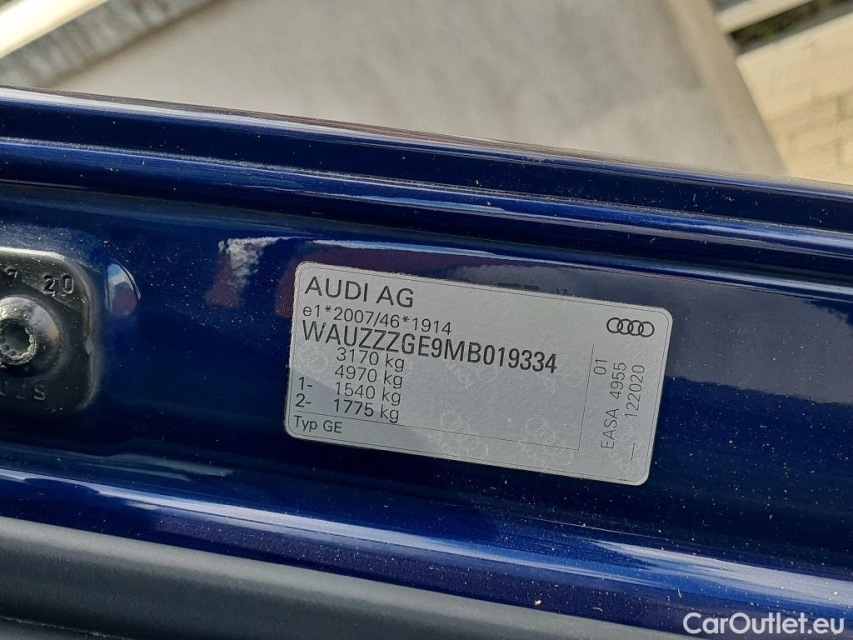 AUDI AG
e1*2007/46*1914
WAUZZZGE9MB019334
3170 kg
4970 kg
1- 1540 kg
2- 1775 kg
Typ GE
01
EASA 4955
— 122020
20
CarOutlet.eu